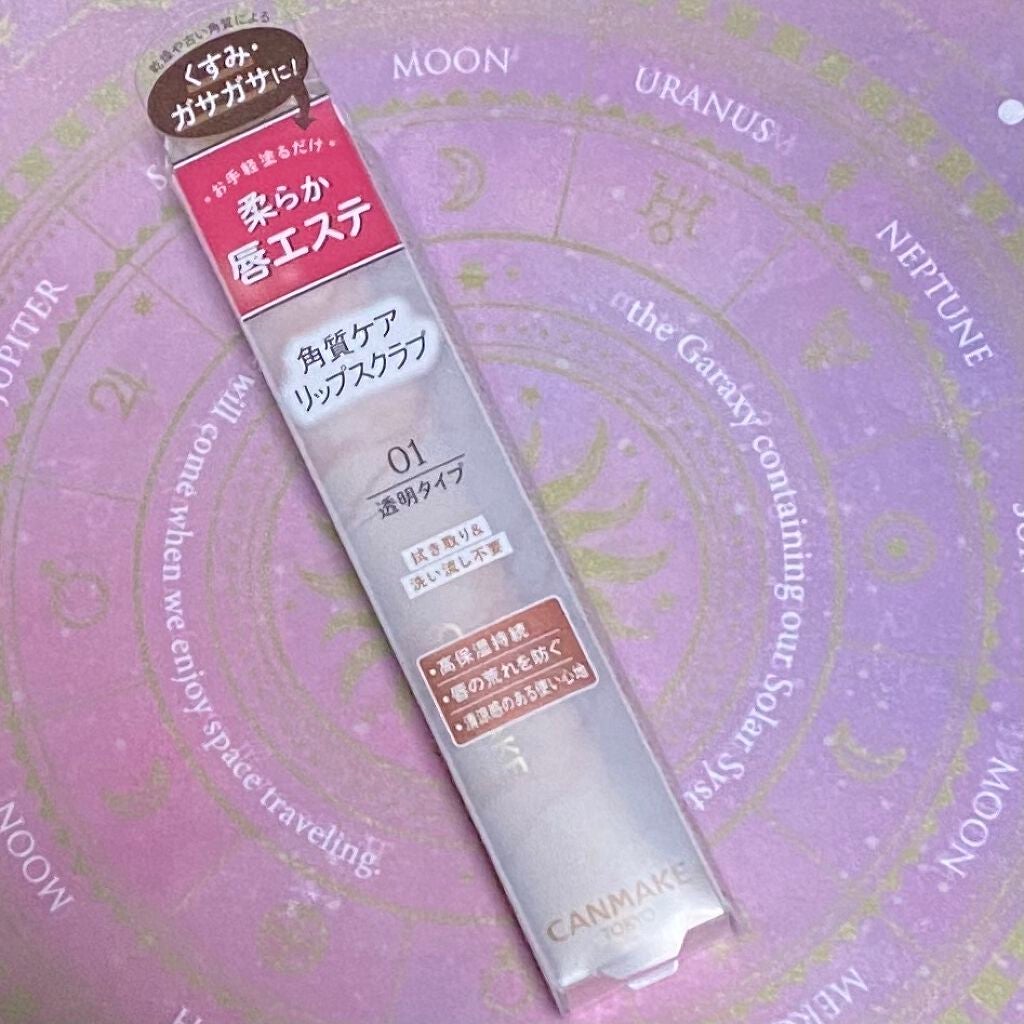 乾燥や古い角質による
くすみ・
ガサガサに!
・お手軽塗るだけ・
柔らか
唇エステ
角質ケア
リップスクラブ
01
透明タイプ
拭き取り&
洗い流し不要
・高保湿持続
・唇の荒れを防ぐ
・清涼感のある使い心地
CANMAKE
TOKYO
MOON
URANUS
NEPTUNE
JUPITER
the Garaxy containing our Solar Syst
will come when we enjoy space traveling.
MOON
MOON